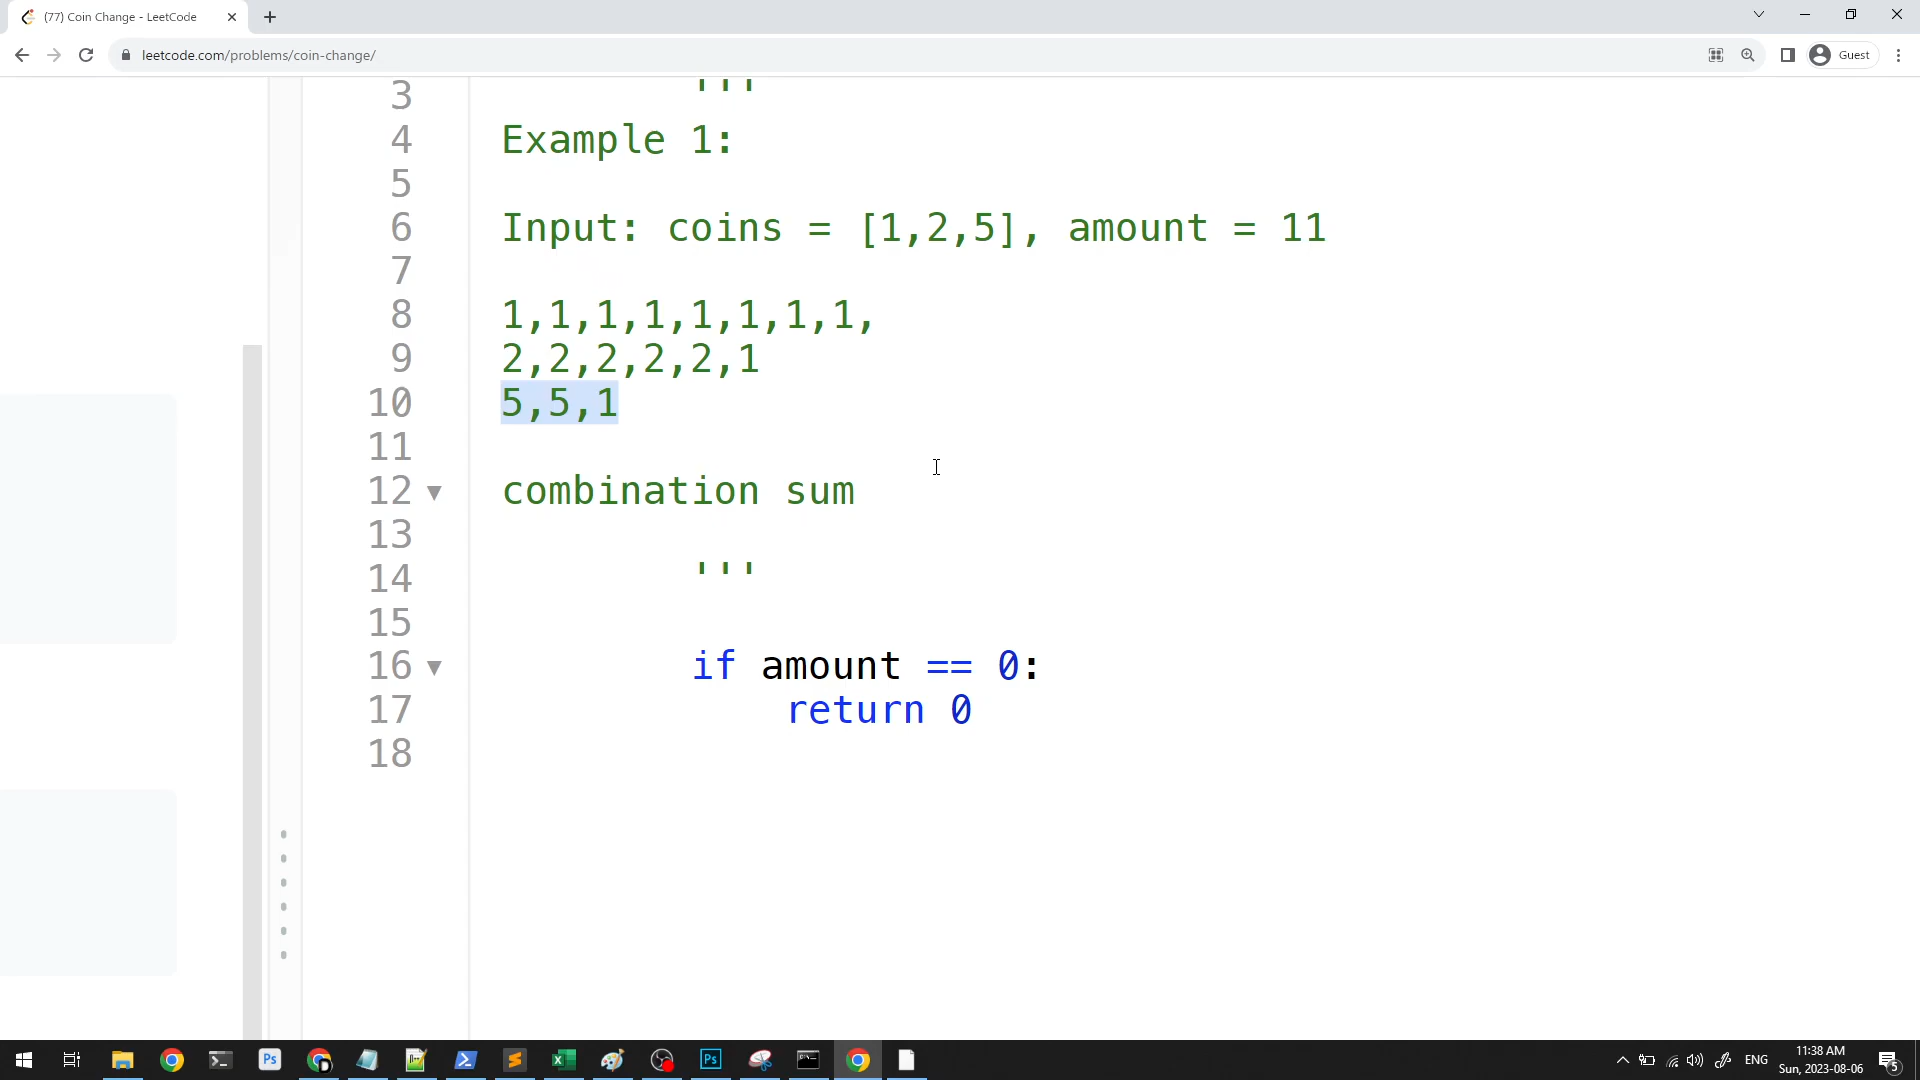 (77) Coin Change - LeetCode
leetcode.com/problems/coin-change/
Guest
3 '''
4 Example 1:
5
6 Input: coins = [1,2,5], amount = 11
7
8 1,1,1,1,1,1,1,1,
9 2,2,2,2,2,1
10 5,5,1
11
12 combination sum
13
14 '''
15
16 if amount == 0:
17 return 0
18
ENG
11:38 AM
Sun, 2023-08-06
5